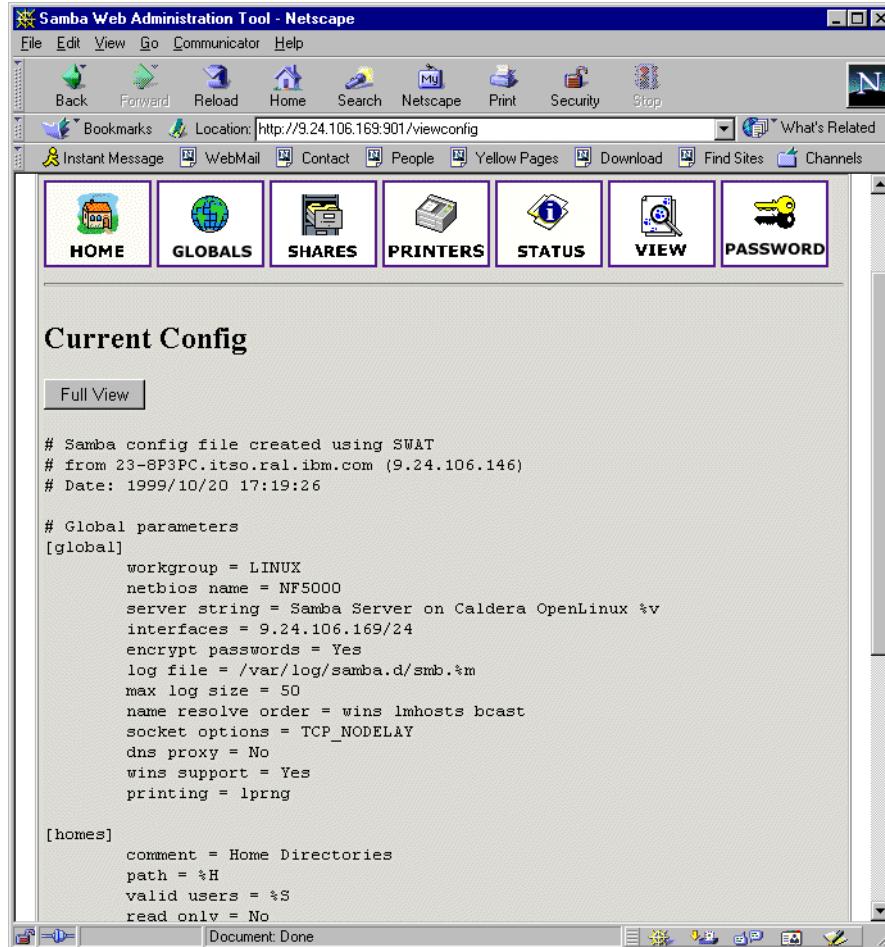 Samba Web Administration Tool - Netscape
File Edit View Go Communicator Help
Back Forward Reload Home Search Netscape Print Security Stop
Bookmarks Location: http://9.24.106.169:901/viewconfig What's Related
Instant Message WebMail Contact People Yellow Pages Download Find Sites Channels
HOME GLOBALS SHARES PRINTERS STATUS VIEW PASSWORD
Current Config
Full View
# Samba config file created using SWAT
# from 23-8P3PC.itso.ral.ibm.com (9.24.106.146)
# Date: 1999/10/20 17:19:26
# Global parameters
[global]
workgroup = LINUX
netbios name = NF5000
server string = Samba Server on Caldera OpenLinux %v
interfaces = 9.24.106.169/24
encrypt passwords = Yes
log file = /var/log/samba.d/smb.%m
max log size = 50
name resolve order = wins lmhosts bcast
socket options = TCP_NODELAY
dns proxy = No
wins support = Yes
printing = lprng
[homes]
comment = Home Directories
path = %H
valid users = %S
read only = No
Document: Done